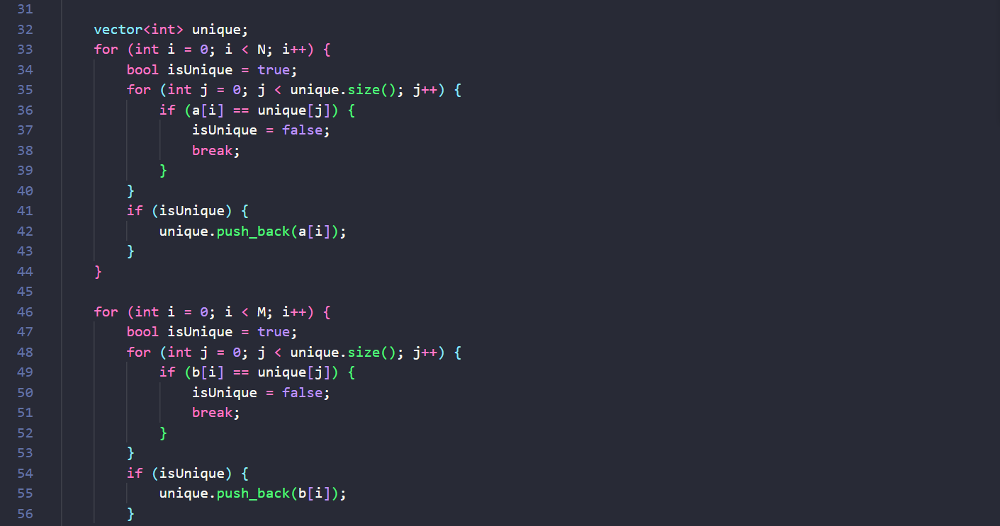 31
32 vector<int> unique;
33 for (int i = 0; i < N; i++) {
34 bool isUnique = true;
35 for (int j = 0; j < unique.size(); j++) {
36 if (a[i] == unique[j]) {
37 isUnique = false;
38 break;
39 }
40 }
41 if (isUnique) {
42 unique.push_back(a[i]);
43 }
44 }
45
46 for (int i = 0; i < M; i++) {
47 bool isUnique = true;
48 for (int j = 0; j < unique.size(); j++) {
49 if (b[i] == unique[j]) {
50 isUnique = false;
51 break;
52 }
53 }
54 if (isUnique) {
55 unique.push_back(b[i]);
56 }